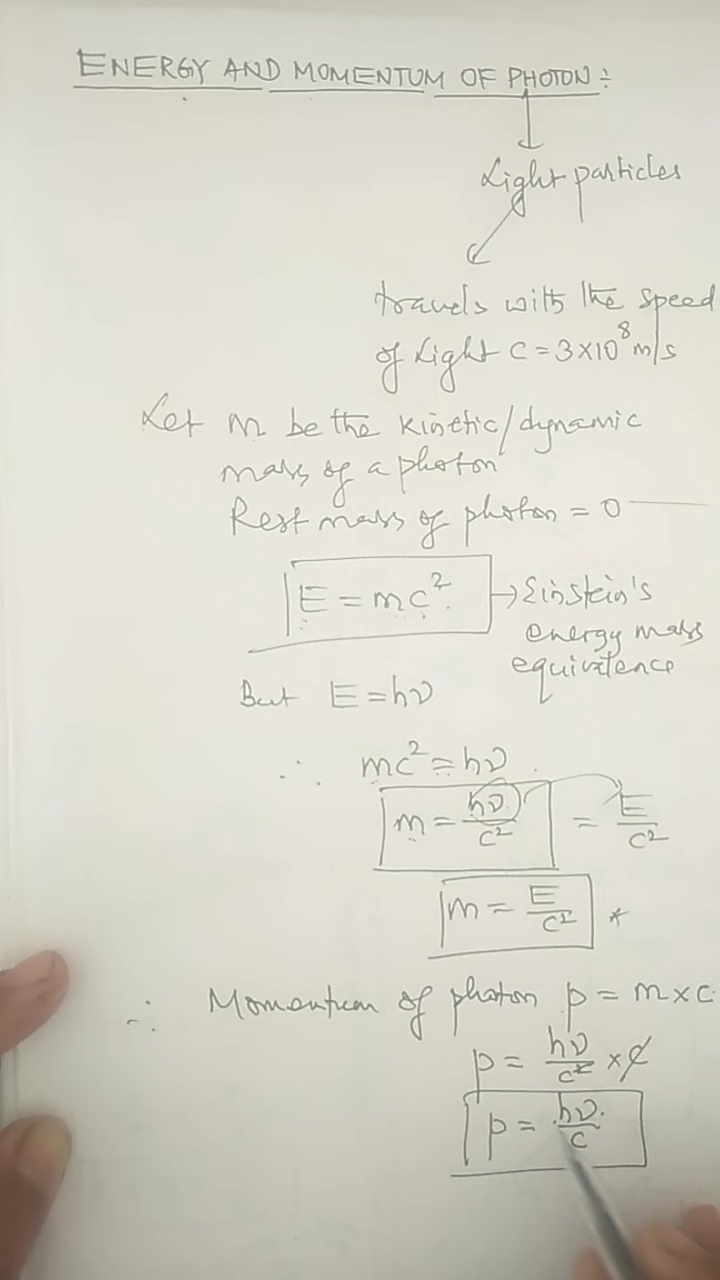 ENERGY AND MOMENTUM OF PHOTON :
Light particles
travels with the speed
of Light C = 3×10⁸ m/s
Let m be the kinetic/dynamic
mass of a photon
Rest mass of photon = 0
E = mc²
→ Einstein's
energy mass
equivalence
But E = hν
∴ mc² = hν
m = hν/c² = E/c²
m = E/c² *
∴ Momentum of photon p = m × c
p = hν/c² × c
p = hν/c